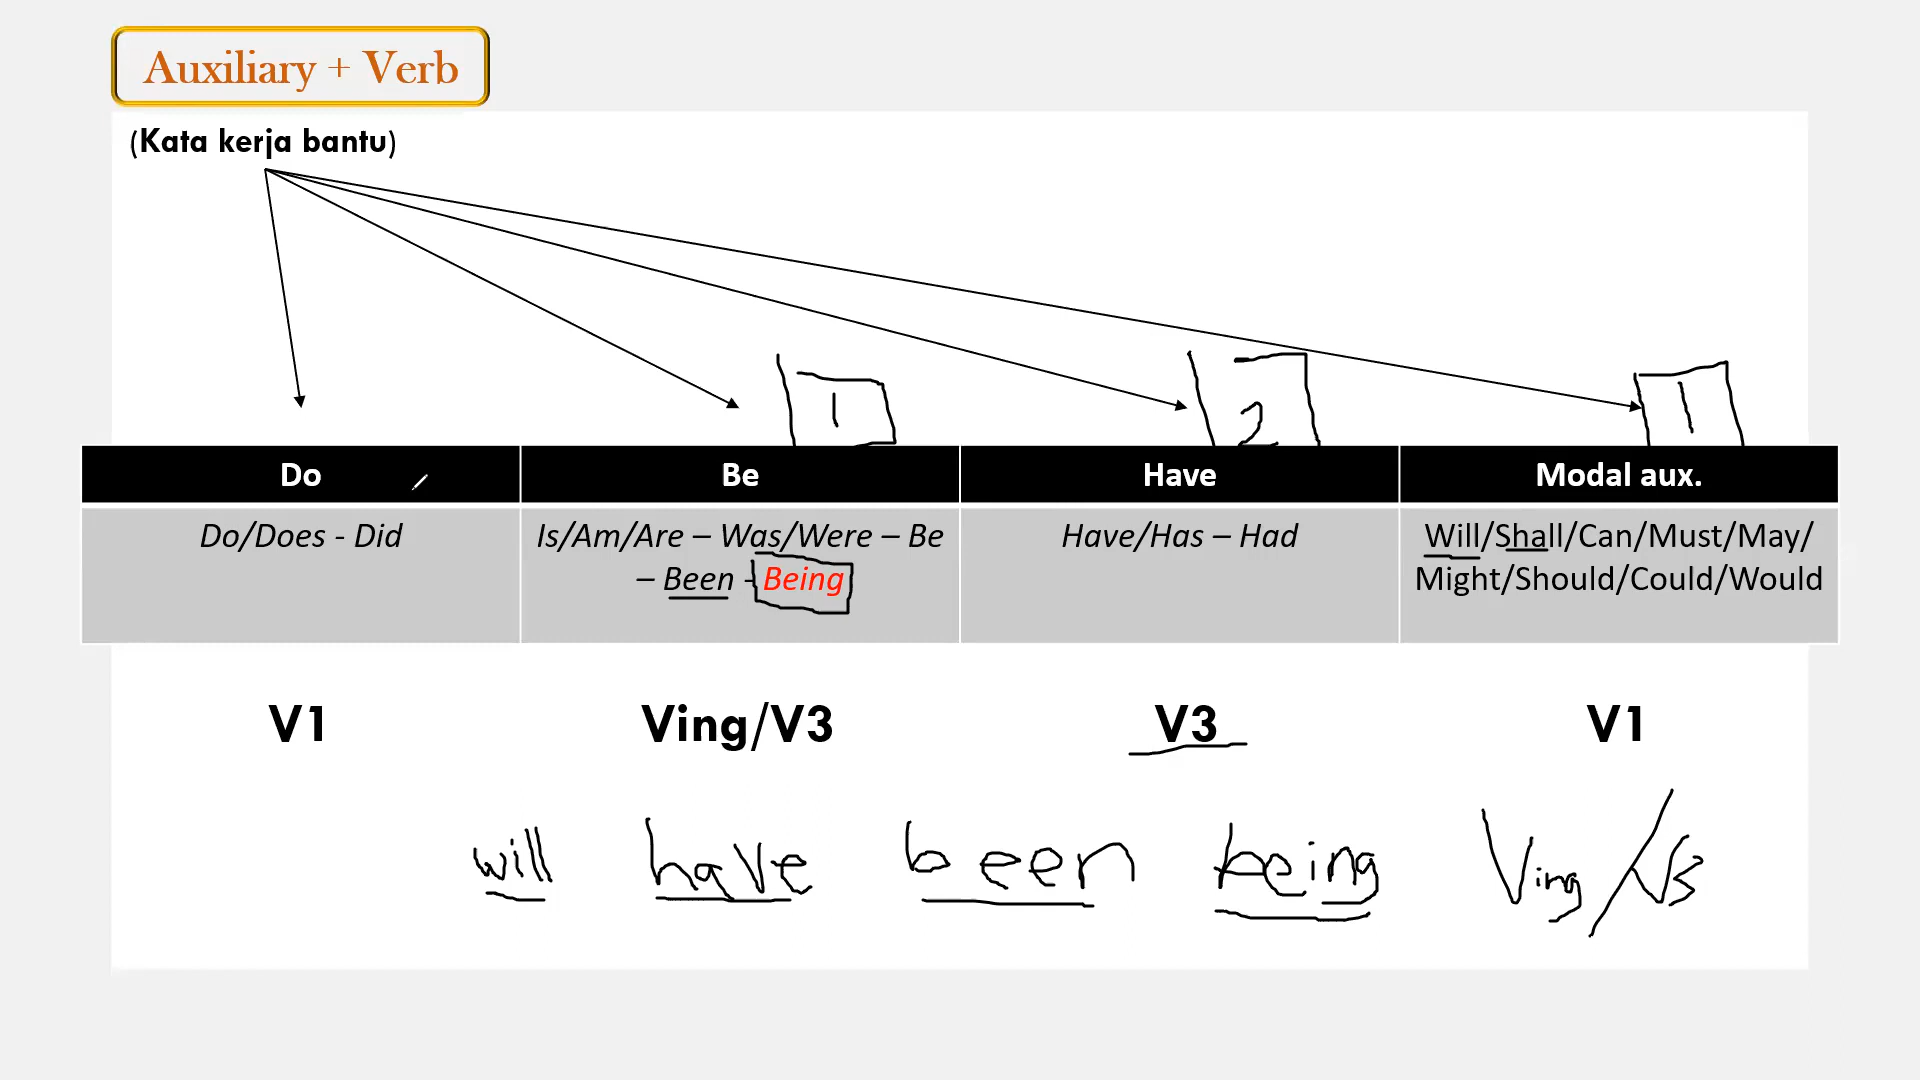 Auxiliary + Verb
(Kata kerja bantu)
1 2 1
Do Be Have Modal aux.
Do/Does - Did Is/Am/Are – Was/Were – Be Have/Has – Had Will/Shall/Can/Must/May/
– Been - Being Might/Should/Could/Would
V1 Ving/V3 V3 V1
will have been being Ving/V3